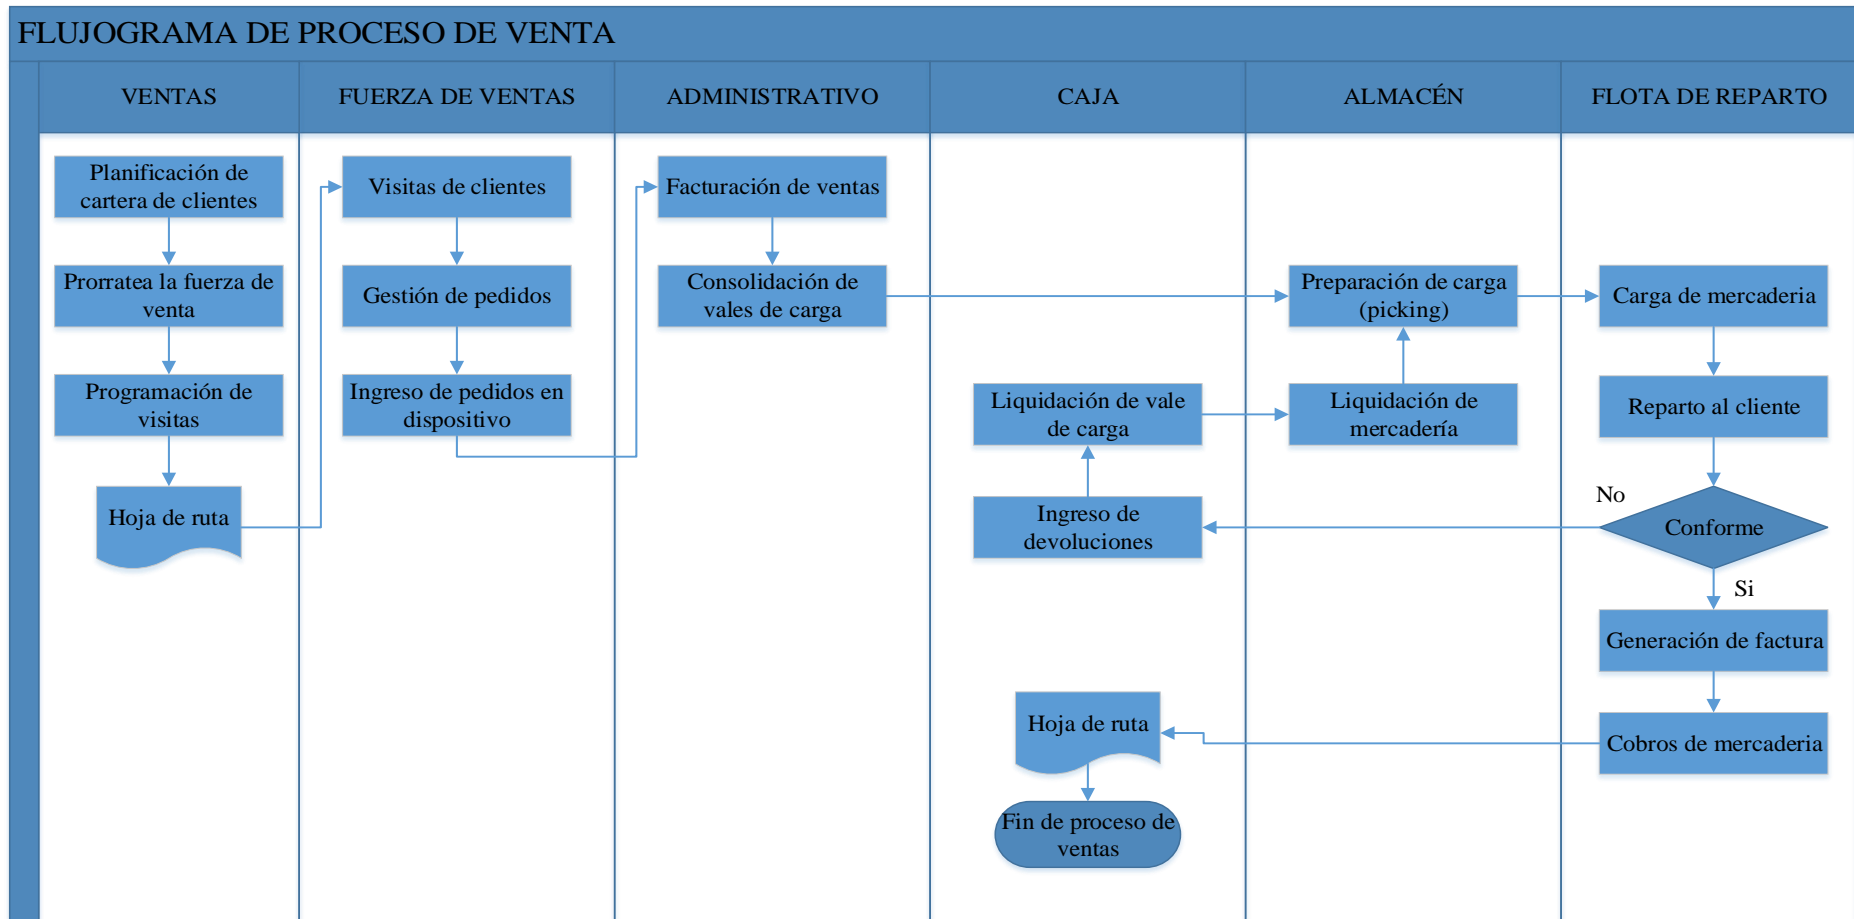 FLUJOGRAMA DE PROCESO DE VENTA
VENTAS
FUERZA DE VENTAS
ADMINISTRATIVO
CAJA
ALMACÉN
FLOTA DE REPARTO
Planificación de
cartera de clientes
Prorratea la fuerza de
venta
Programación de
visitas
Hoja de ruta
Visitas de clientes
Gestión de pedidos
Ingreso de pedidos en
dispositivo
Facturación de ventas
Consolidación de
vales de carga
Liquidación de vale
de carga
Ingreso de
devoluciones
Hoja de ruta
Fin de proceso de
ventas
Preparación de carga
(picking)
Liquidación de
mercadería
Carga de mercaderia
Reparto al cliente
No
Conforme
Si
Generación de factura
Cobros de mercaderia